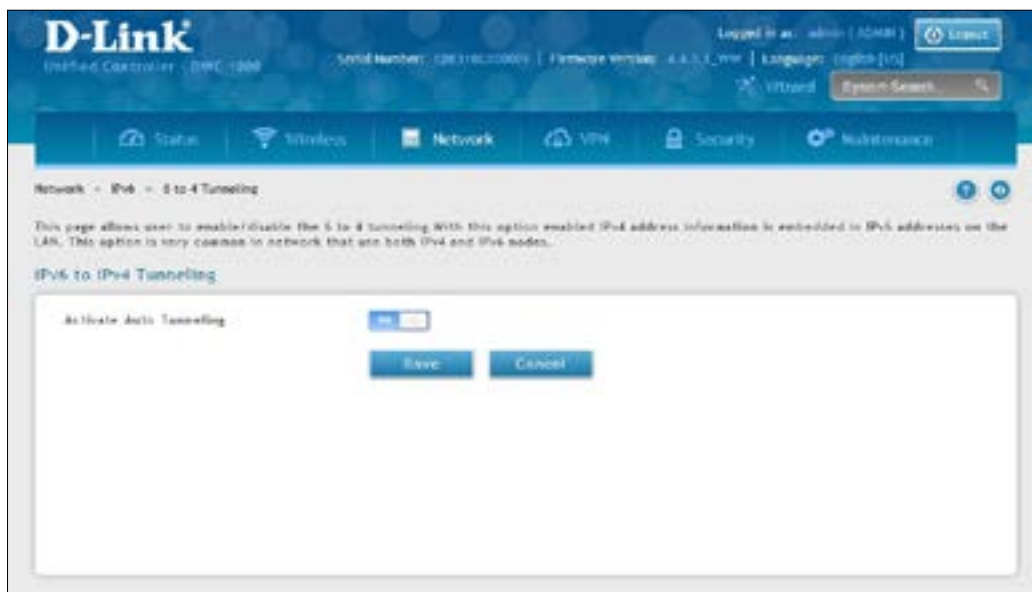 D-Link
Logged in as: admin ( ADMIN )
Logout
Unified Controller - DWC-1000
Serial Number: | Firmware Version: | Language: English [US]
Wizard
System Search...
Status
Wireless
Network
VPN
Security
Maintenance
Network » IPv6 » 6 to 4 Tunneling
This page allows user to enable/disable the 6 to 4 tunneling With this option enabled IPv4 address information is embedded in IPv6 addresses on the
LAN. This option is very common in network that use both IPv4 and IPv6 nodes.
IPv6 to IPv4 Tunneling
Activate Auto Tunnelling
ON
Save
Cancel